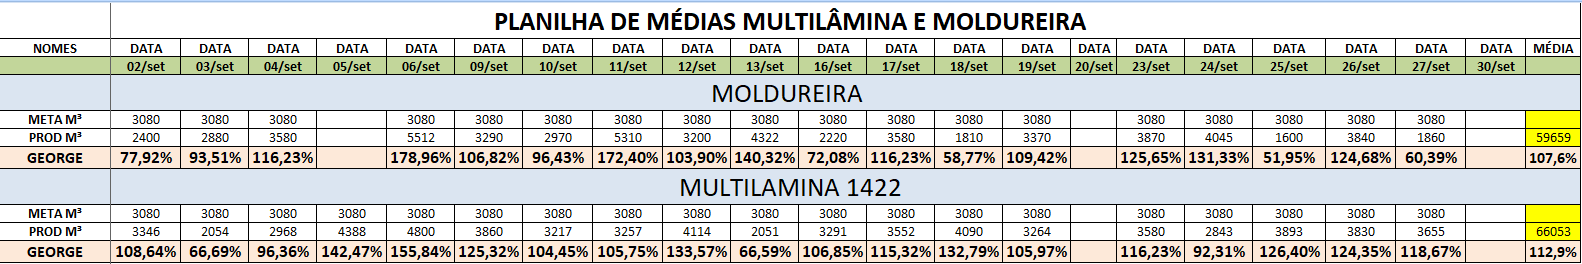 PLANILHA DE MÉDIAS MULTILÂMINA E MOLDUREIRA
NOMES DATA DATA DATA DATA DATA DATA DATA DATA DATA DATA DATA DATA DATA DATA DATA DATA DATA DATA DATA DATA DATA MÉDIA
02/set 03/set 04/set 05/set 06/set 09/set 10/set 11/set 12/set 13/set 16/set 17/set 18/set 19/set 20/set 23/set 24/set 25/set 26/set 27/set 30/set
MOLDUREIRA
META M³ 3080 3080 3080 3080 3080 3080 3080 3080 3080 3080 3080 3080 3080 3080 3080 3080 3080 3080
PROD M³ 2400 2880 3580 5512 3290 2970 5310 3200 4322 2220 3580 1810 3370 3870 4045 1600 3840 1860 59659
GEORGE 77,92% 93,51% 116,23% 178,96% 106,82% 96,43% 172,40% 103,90% 140,32% 72,08% 116,23% 58,77% 109,42% 125,65% 131,33% 51,95% 124,68% 60,39% 107,6%
MULTILAMINA 1422
META M³ 3080 3080 3080 3080 3080 3080 3080 3080 3080 3080 3080 3080 3080 3080 3080 3080 3080 3080 3080
PROD M³ 3346 2054 2968 4388 4800 3860 3217 3257 4114 2051 3291 3552 4090 3264 3580 2843 3893 3830 3655 66053
GEORGE 108,64% 66,69% 96,36% 142,47% 155,84% 125,32% 104,45% 105,75% 133,57% 66,59% 106,85% 115,32% 132,79% 105,97% 116,23% 92,31% 126,40% 124,35% 118,67% 112,9%